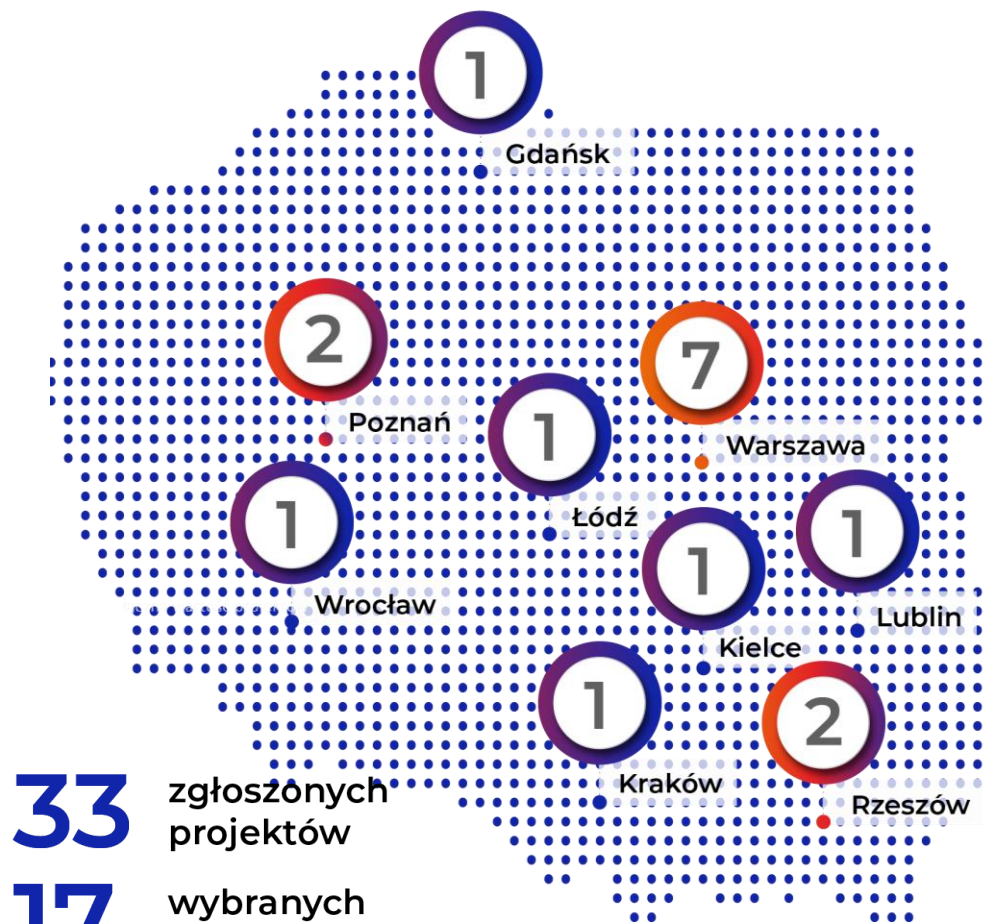 1
Gdańsk
2
Poznań
7
Warszawa
1
Łódź
1
Wrocław
1
Lublin
1
Kielce
1
Kraków
2
Rzeszów
33 zgłoszonych
projektów
17 wybranych